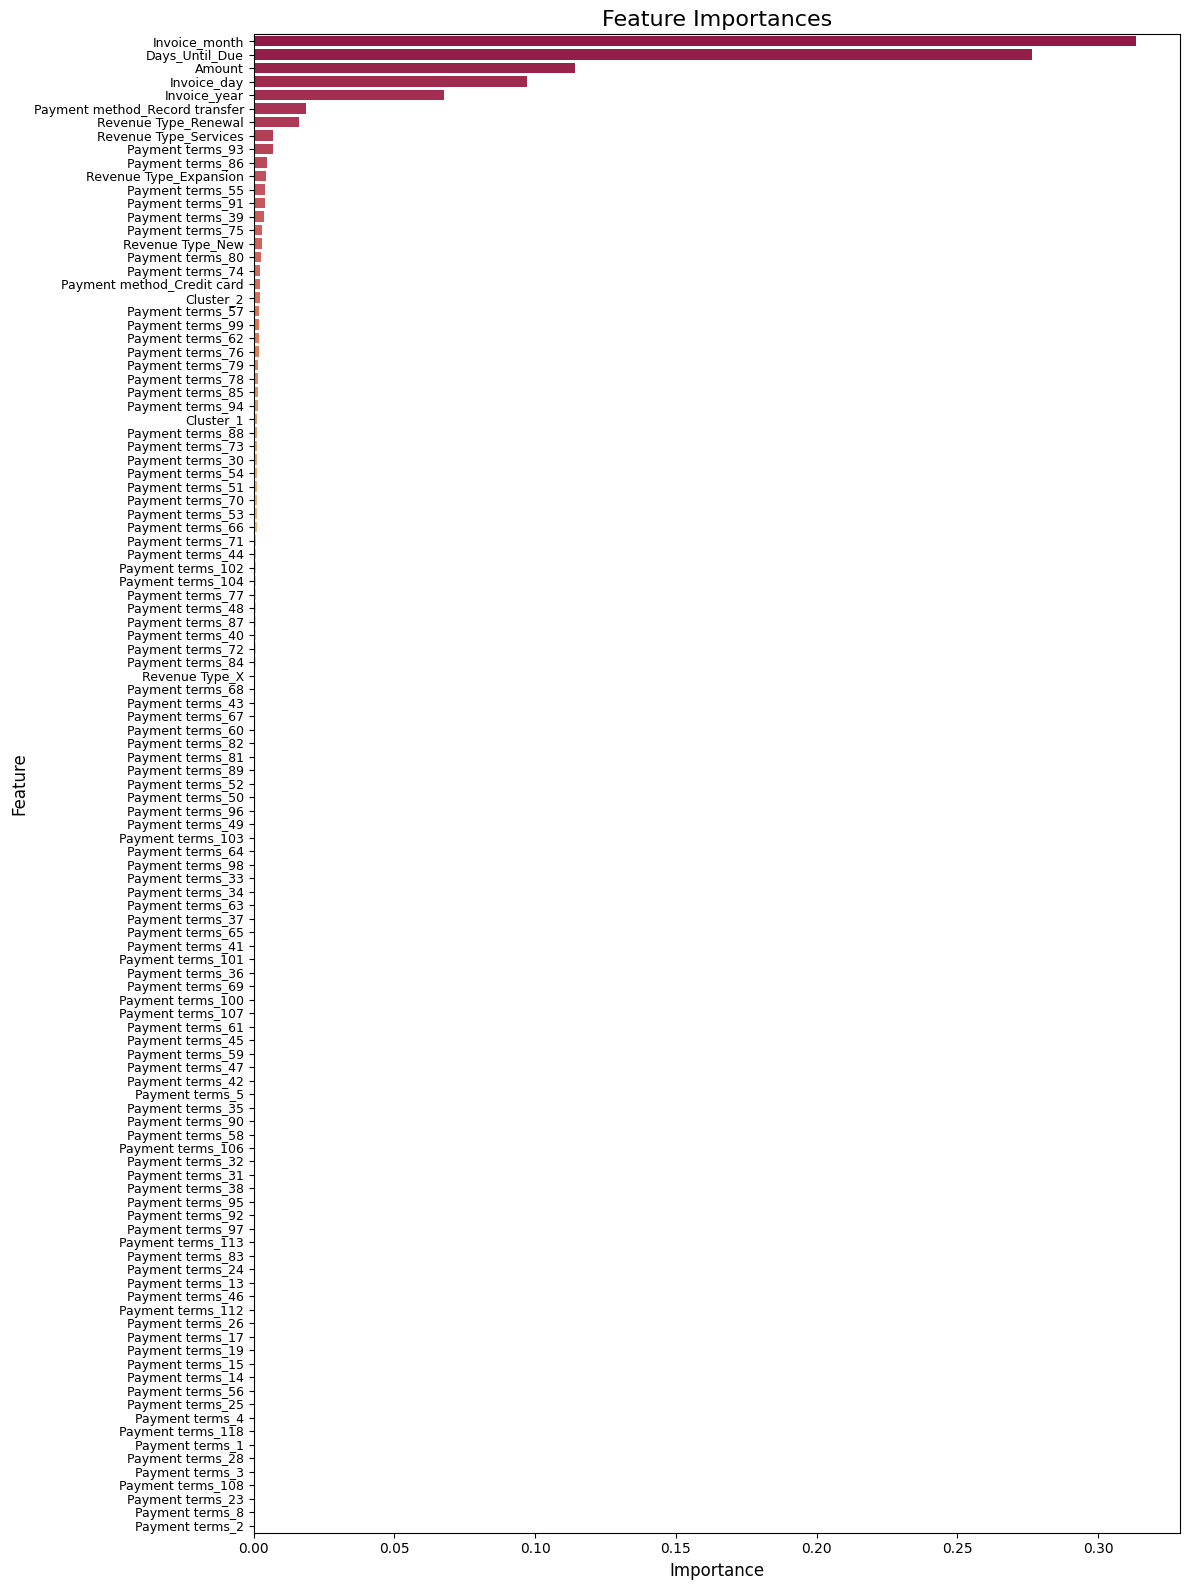 Feature Importances
Invoice_month
Days_Until_Due
Amount
Invoice_day
Invoice_year
Payment method_Record transfer
Revenue Type_Renewal
Revenue Type_Services
Payment terms_93
Payment terms_86
Revenue Type_Expansion
Payment terms_55
Payment terms_91
Payment terms_39
Payment terms_75
Revenue Type_New
Payment terms_80
Payment terms_74
Payment method_Credit card
Cluster_2
Payment terms_57
Payment terms_99
Payment terms_62
Payment terms_76
Payment terms_79
Payment terms_78
Payment terms_85
Payment terms_94
Cluster_1
Payment terms_88
Payment terms_73
Payment terms_30
Payment terms_54
Payment terms_51
Payment terms_70
Payment terms_53
Payment terms_66
Payment terms_71
Payment terms_44
Payment terms_102
Payment terms_104
Payment terms_77
Payment terms_48
Payment terms_87
Payment terms_40
Payment terms_72
Payment terms_84
Revenue Type_X
Payment terms_68
Payment terms_43
Payment terms_67
Payment terms_60
Payment terms_82
Payment terms_81
Payment terms_89
Payment terms_52
Payment terms_50
Payment terms_96
Payment terms_49
Payment terms_103
Payment terms_64
Payment terms_98
Payment terms_33
Payment terms_34
Payment terms_63
Payment terms_37
Payment terms_65
Payment terms_41
Payment terms_101
Payment terms_36
Payment terms_69
Payment terms_100
Payment terms_107
Payment terms_61
Payment terms_45
Payment terms_59
Payment terms_47
Payment terms_42
Payment terms_5
Payment terms_35
Payment terms_90
Payment terms_58
Payment terms_106
Payment terms_32
Payment terms_31
Payment terms_38
Payment terms_95
Payment terms_92
Payment terms_97
Payment terms_113
Payment terms_83
Payment terms_24
Payment terms_13
Payment terms_46
Payment terms_112
Payment terms_26
Payment terms_17
Payment terms_19
Payment terms_15
Payment terms_14
Payment terms_56
Payment terms_25
Payment terms_4
Payment terms_118
Payment terms_1
Payment terms_28
Payment terms_3
Payment terms_108
Payment terms_23
Payment terms_8
Payment terms_2
Feature
0.00 0.05 0.10 0.15 0.20 0.25 0.30
Importance